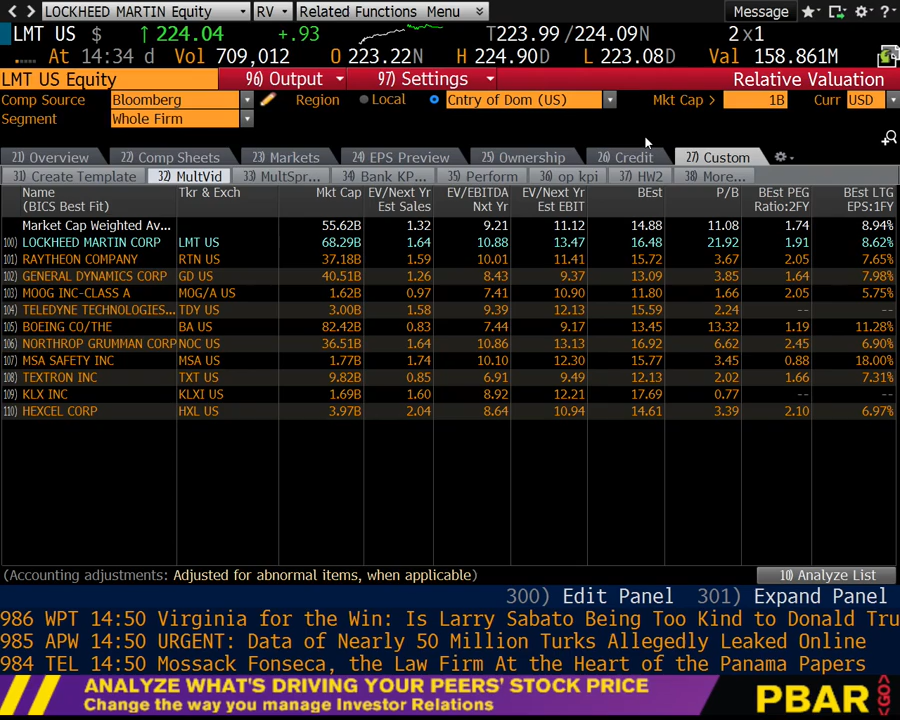 LOCKHEED MARTIN Equity RV Related Functions Menu Message
LMT US $ ↑ 224.04 +.93 T223.99 /224.09N 2x1
At 14:34 d Vol 709,012 O 223.22N H 224.90D L 223.08D Val 158.861M
LMT US Equity 96) Output 97) Settings Relative Valuation
Comp Source Bloomberg Region Local Cntry of Dom (US) Mkt Cap > 1B Curr USD
Segment Whole Firm
21) Overview 22) Comp Sheets 23) Markets 24) EPS Preview 25) Ownership 26) Credit 27) Custom
31) Create Template 32) MultVid 33) MultSpr... 34) Bank KP... 35) Perform 36) op kpi 37) HW2 38) More...
Name Tkr & Exch Mkt Cap EV/Next Yr EV/EBITDA EV/Next Yr BEst P/B BEst PEG BEst LTG
(BICS Best Fit) Est Sales Nxt Yr Est EBIT Ratio:2FY EPS:1FY
Market Cap Weighted Av... 55.62B 1.32 9.21 11.12 14.88 11.08 1.74 8.94%
100) LOCKHEED MARTIN CORP LMT US 68.29B 1.64 10.88 13.47 16.48 21.92 1.91 8.62%
101) RAYTHEON COMPANY RTN US 37.18B 1.59 10.01 11.41 15.72 3.67 2.05 7.65%
102) GENERAL DYNAMICS CORP GD US 40.51B 1.26 8.43 9.37 13.09 3.85 1.64 7.98%
103) MOOG INC-CLASS A MOG/A US 1.62B 0.97 7.41 10.90 11.80 1.66 2.05 5.75%
104) TELEDYNE TECHNOLOGIES... TDY US 3.00B 1.58 9.39 12.13 15.59 2.24 -- --
105) BOEING CO/THE BA US 82.42B 0.83 7.44 9.17 13.45 13.32 1.19 11.28%
106) NORTHROP GRUMMAN CORP NOC US 36.51B 1.64 10.86 13.13 16.92 6.62 2.45 6.90%
107) MSA SAFETY INC MSA US 1.77B 1.74 10.10 12.30 15.77 3.45 0.88 18.00%
108) TEXTRON INC TXT US 9.82B 0.85 6.91 9.49 12.13 2.02 1.66 7.31%
109) KLX INC KLXI US 1.69B 1.60 8.92 12.21 17.69 0.77 -- --
110) HEXCEL CORP HXL US 3.97B 2.04 8.64 10.94 14.61 3.39 2.10 6.97%
(Accounting adjustments: Adjusted for abnormal items, when applicable) 10) Analyze List
300) Edit Panel 301) Expand Panel
986 WPT 14:50 Virginia for the Win: Is Larry Sabato Being Too Kind to Donald Tru
985 APW 14:50 URGENT: Data of Nearly 50 Million Turks Allegedly Leaked Online
984 TEL 14:50 Mossack Fonseca, the Law Firm At the Heart of the Panama Papers
ANALYZE WHAT'S DRIVING YOUR PEERS' STOCK PRICE
Change the way you manage Investor Relations
PBAR <GO>